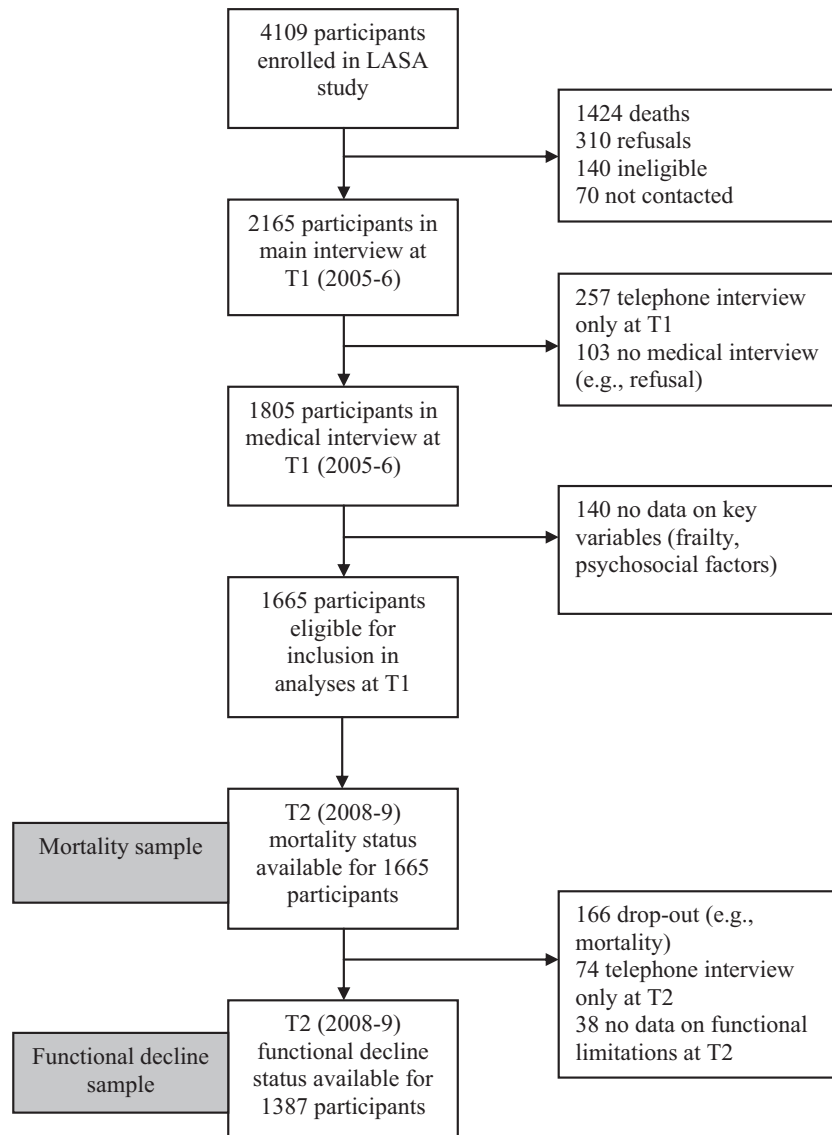 4109 participants
enrolled in LASA
study
1424 deaths
310 refusals
140 ineligible
70 not contacted
2165 participants in
main interview at
T1 (2005-6)
257 telephone interview
only at T1
103 no medical interview
(e.g., refusal)
1805 participants in
medical interview at
T1 (2005-6)
140 no data on key
variables (frailty,
psychosocial factors)
1665 participants
eligible for
inclusion in
analyses at T1
Mortality sample
T2 (2008-9)
mortality status
available for 1665
participants
166 drop-out (e.g.,
mortality)
74 telephone interview
only at T2
38 no data on functional
limitations at T2
Functional decline
sample
T2 (2008-9)
functional decline
status available for
1387 participants